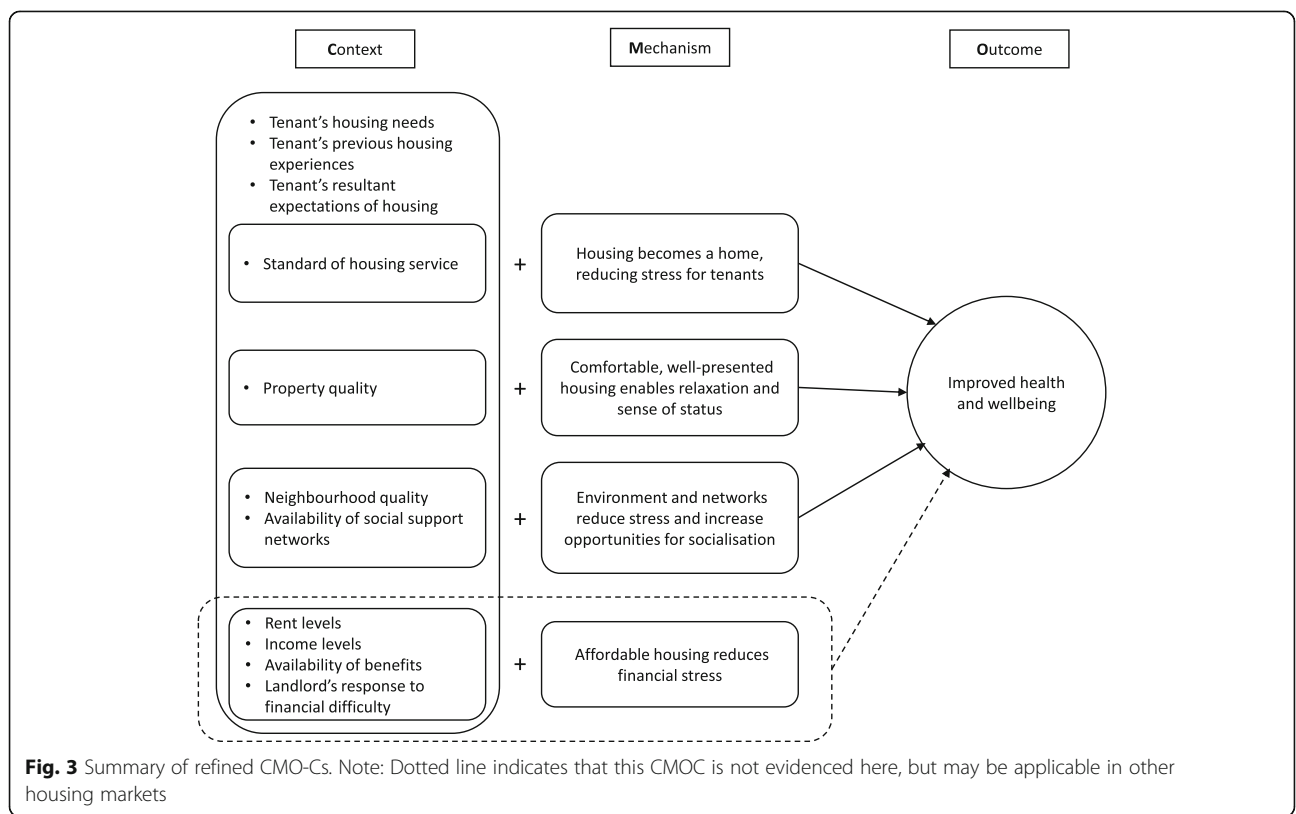 Context
Mechanism
Outcome
• Tenant's housing needs
• Tenant's previous housing
experiences
• Tenant's resultant
expectations of housing
• Standard of housing service
+
Housing becomes a home,
reducing stress for tenants
• Property quality
+
Comfortable, well-presented
housing enables relaxation and
sense of status
Improved health
and wellbeing
• Neighbourhood quality
• Availability of social support
networks
+
Environment and networks
reduce stress and increase
opportunities for socialisation
• Rent levels
• Income levels
• Availability of benefits
• Landlord's response to
financial difficulty
+
Affordable housing reduces
financial stress
Fig. 3 Summary of refined CMO-Cs. Note: Dotted line indicates that this CMOC is not evidenced here, but may be applicable in other
housing markets